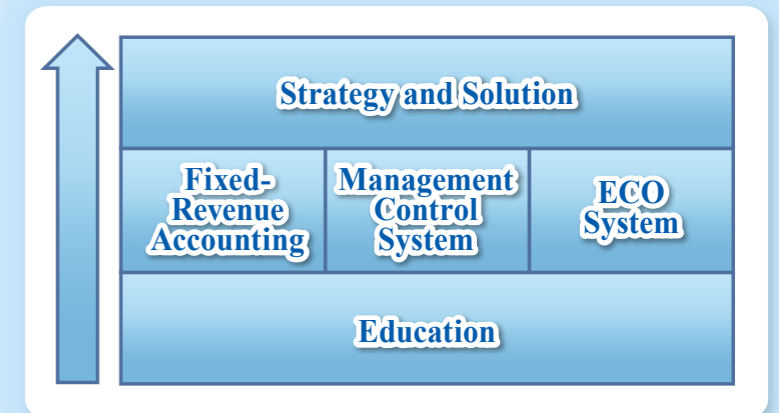 Strategy and Solution
Fixed-
Revenue
Accounting
Management
Control
System
ECO
System
Education